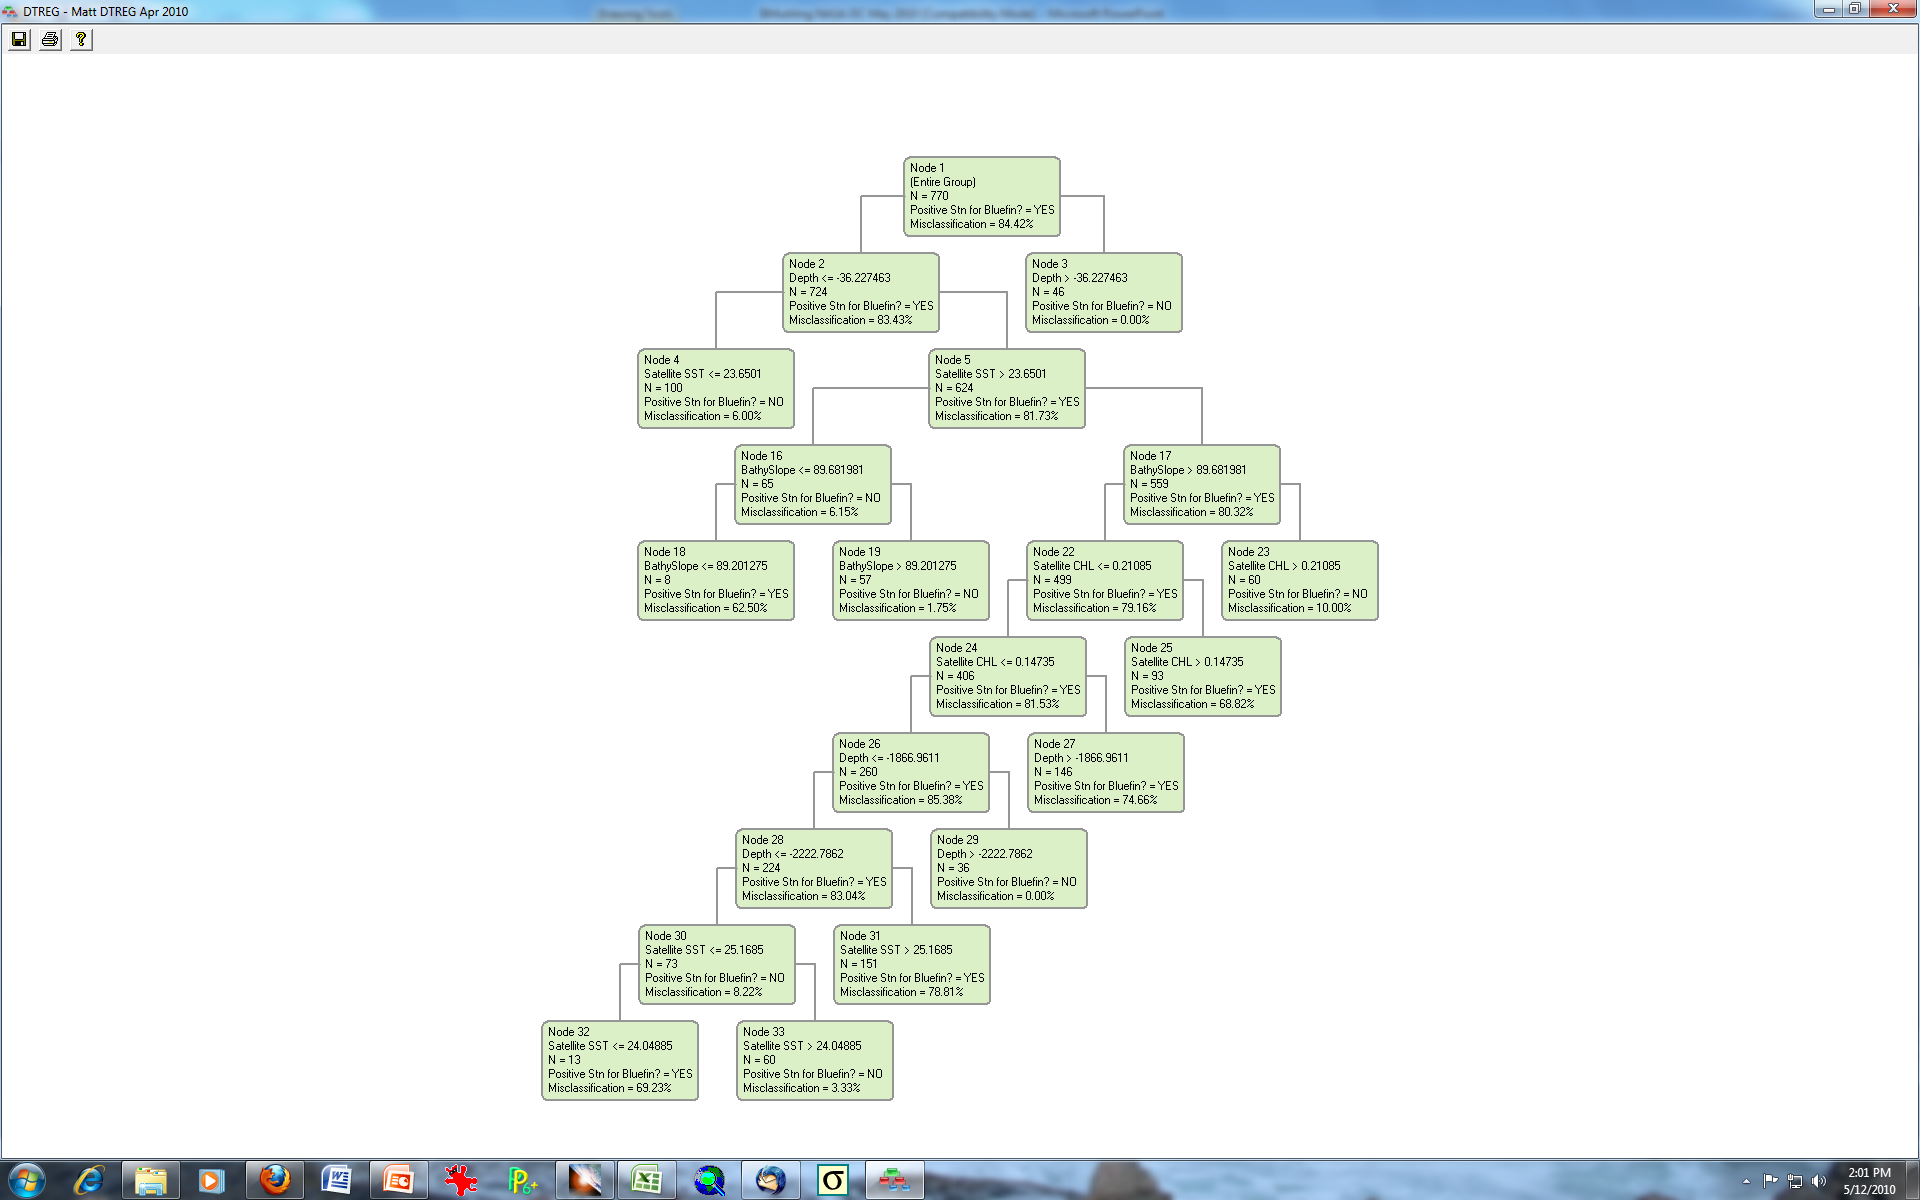 DTREG - Matt DTREG Apr 2010
Node 1
(Entire Group)
N = 770
Positive Stn for Bluefin? = YES
Misclassification = 84.42%
Node 2
Depth <= -36.227463
N = 724
Positive Stn for Bluefin? = YES
Misclassification = 83.43%
Node 3
Depth > -36.227463
N = 46
Positive Stn for Bluefin? = NO
Misclassification = 0.00%
Node 4
Satellite SST <= 23.6501
N = 100
Positive Stn for Bluefin? = NO
Misclassification = 6.00%
Node 5
Satellite SST > 23.6501
N = 624
Positive Stn for Bluefin? = YES
Misclassification = 81.73%
Node 16
BathySlope <= 89.681981
N = 65
Positive Stn for Bluefin? = NO
Misclassification = 6.15%
Node 17
BathySlope > 89.681981
N = 559
Positive Stn for Bluefin? = YES
Misclassification = 80.32%
Node 18
BathySlope <= 89.201275
N = 8
Positive Stn for Bluefin? = YES
Misclassification = 62.50%
Node 19
BathySlope > 89.201275
N = 57
Positive Stn for Bluefin? = NO
Misclassification = 1.75%
Node 22
Satellite CHL <= 0.21085
N = 499
Positive Stn for Bluefin? = YES
Misclassification = 79.16%
Node 23
Satellite CHL > 0.21085
N = 60
Positive Stn for Bluefin? = NO
Misclassification = 10.00%
Node 24
Satellite CHL <= 0.14735
N = 406
Positive Stn for Bluefin? = YES
Misclassification = 81.53%
Node 25
Satellite CHL > 0.14735
N = 93
Positive Stn for Bluefin? = YES
Misclassification = 68.82%
Node 26
Depth <= -1866.9611
N = 260
Positive Stn for Bluefin? = YES
Misclassification = 85.38%
Node 27
Depth > -1866.9611
N = 146
Positive Stn for Bluefin? = YES
Misclassification = 74.66%
Node 28
Depth <= -2222.7862
N = 224
Positive Stn for Bluefin? = YES
Misclassification = 83.04%
Node 29
Depth > -2222.7862
N = 36
Positive Stn for Bluefin? = NO
Misclassification = 0.00%
Node 30
Satellite SST <= 25.1685
N = 73
Positive Stn for Bluefin? = NO
Misclassification = 8.22%
Node 31
Satellite SST > 25.1685
N = 151
Positive Stn for Bluefin? = YES
Misclassification = 78.81%
Node 32
Satellite SST <= 24.04885
N = 13
Positive Stn for Bluefin? = YES
Misclassification = 69.23%
Node 33
Satellite SST > 24.04885
N = 60
Positive Stn for Bluefin? = NO
Misclassification = 3.33%
2:01 PM
5/12/2010